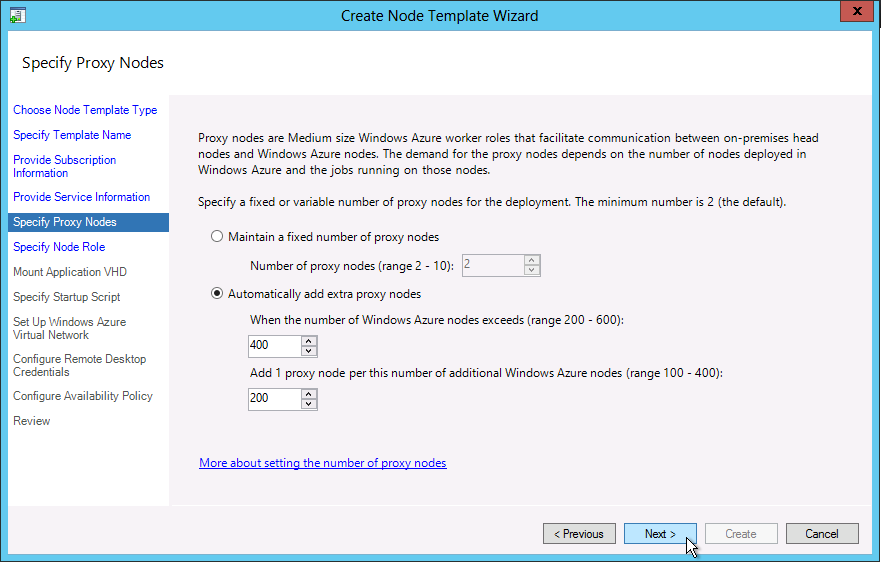 Create Node Template Wizard
x
Specify Proxy Nodes
Choose Node Template Type
Specify Template Name
Provide Subscription
Information
Provide Service Information
Specify Proxy Nodes
Specify Node Role
Mount Application VHD
Specify Startup Script
Set Up Windows Azure
Virtual Network
Configure Remote Desktop
Credentials
Configure Availability Policy
Review
Proxy nodes are Medium size Windows Azure worker roles that facilitate communication between on-premises head
nodes and Windows Azure nodes. The demand for the proxy nodes depends on the number of nodes deployed in
Windows Azure and the jobs running on those nodes.
Specify a fixed or variable number of proxy nodes for the deployment. The minimum number is 2 (the default).
Maintain a fixed number of proxy nodes
Number of proxy nodes (range 2 - 10): 2
Automatically add extra proxy nodes
When the number of Windows Azure nodes exceeds (range 200 - 600):
400
Add 1 proxy node per this number of additional Windows Azure nodes (range 100 - 400):
200
More about setting the number of proxy nodes
< Previous Next > Create Cancel